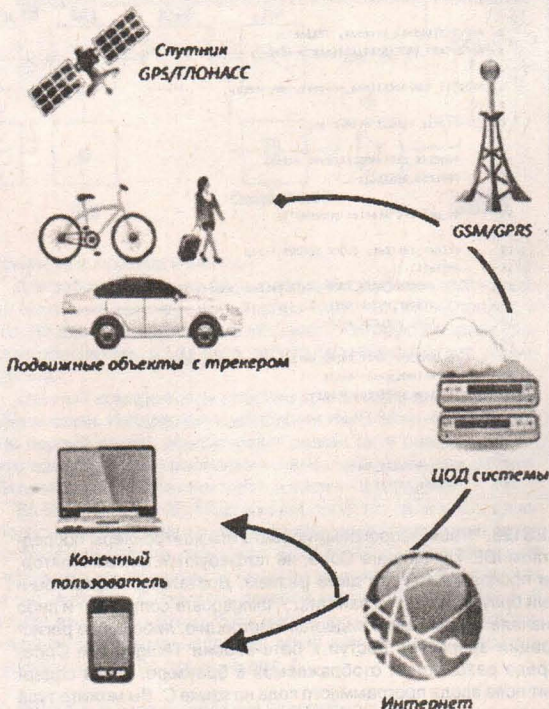 Спутник
GPS/ГЛОНАСС
GSM/GPRS
Подвижные объекты с трекером
ЦОД системы
Конечный
пользователь
Интернет